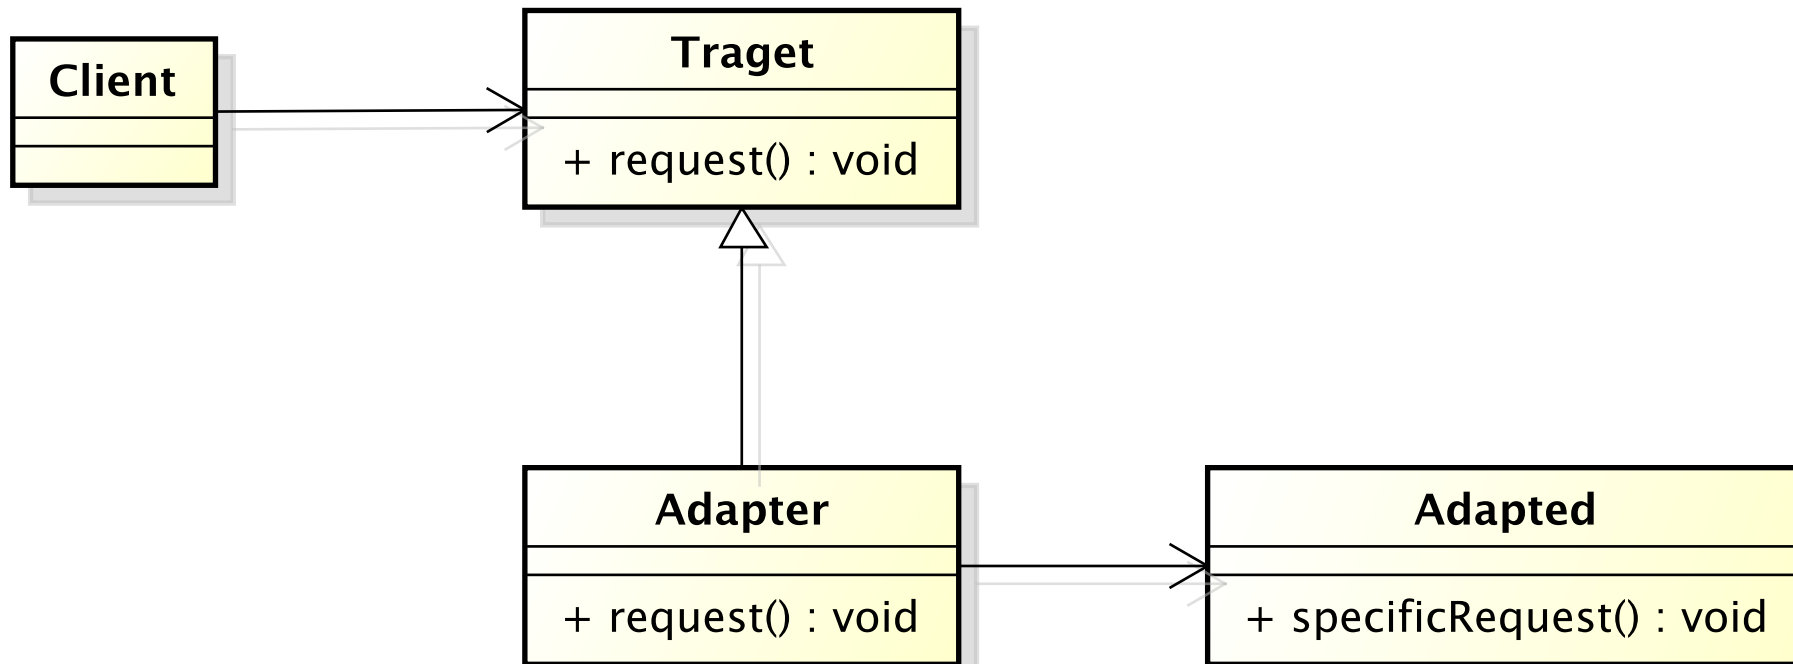 Client
Traget
+ request() : void
Adapter
+ request() : void
Adapted
+ specificRequest() : void